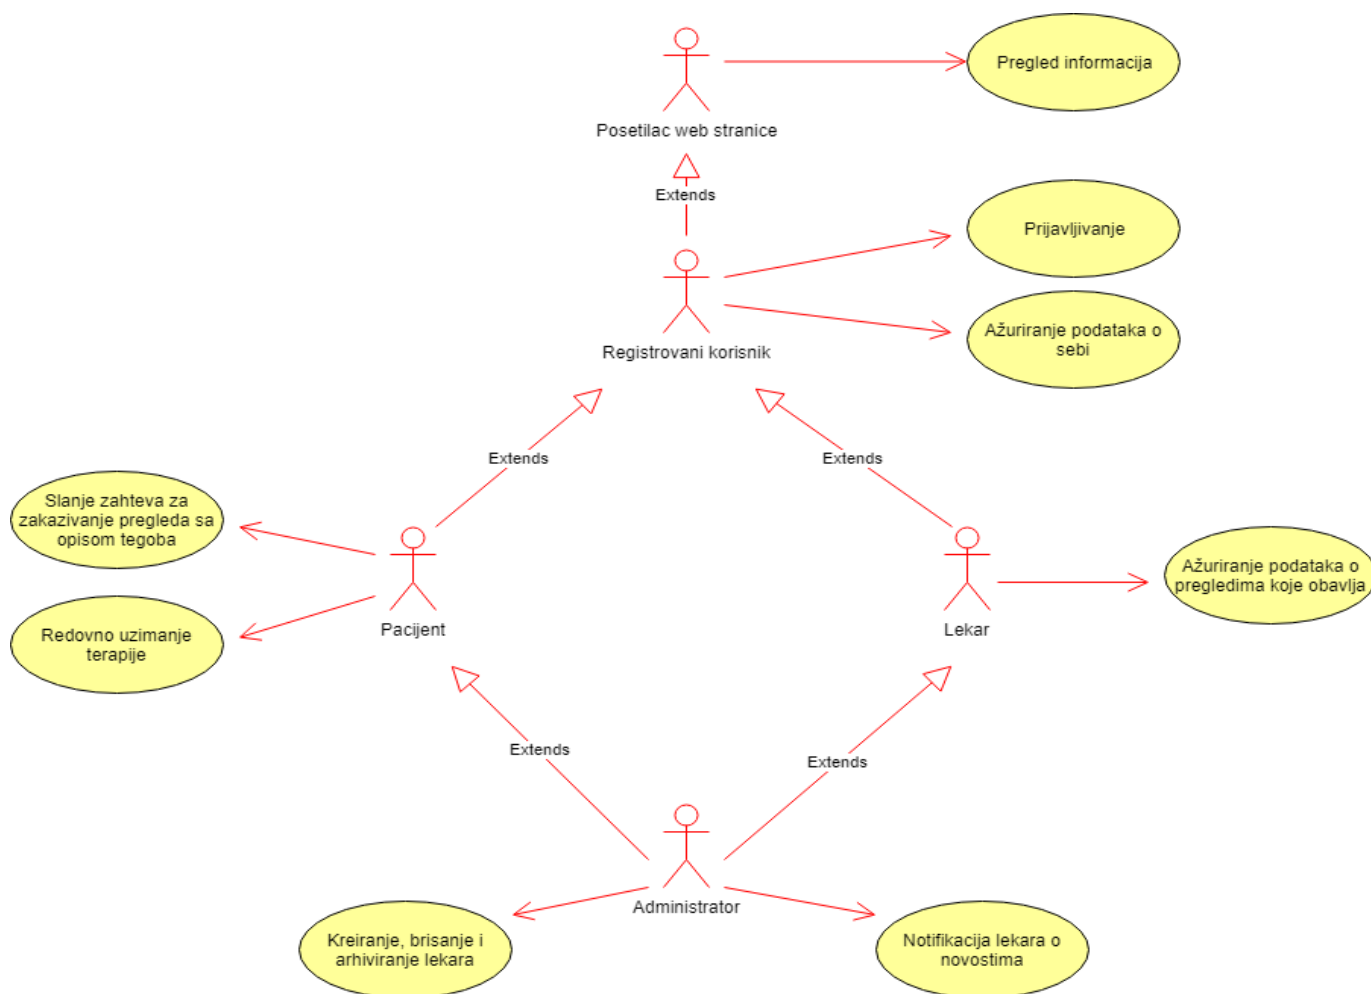 Pregled informacija
Posetilac web stranice
Extends
Prijavljivanje
Ažuriranje podataka o
sebi
Registrovani korisnik
Extends
Extends
Slanje zahteva za
zakazivanje pregleda sa
opisom tegoba
Ažuriranje podataka o
pregledima koje obavlja
Pacijent
Lekar
Redovno uzimanje
terapije
Extends
Extends
Administrator
Kreiranje, brisanje i
arhiviranje lekara
Notifikacija lekara o
novostima